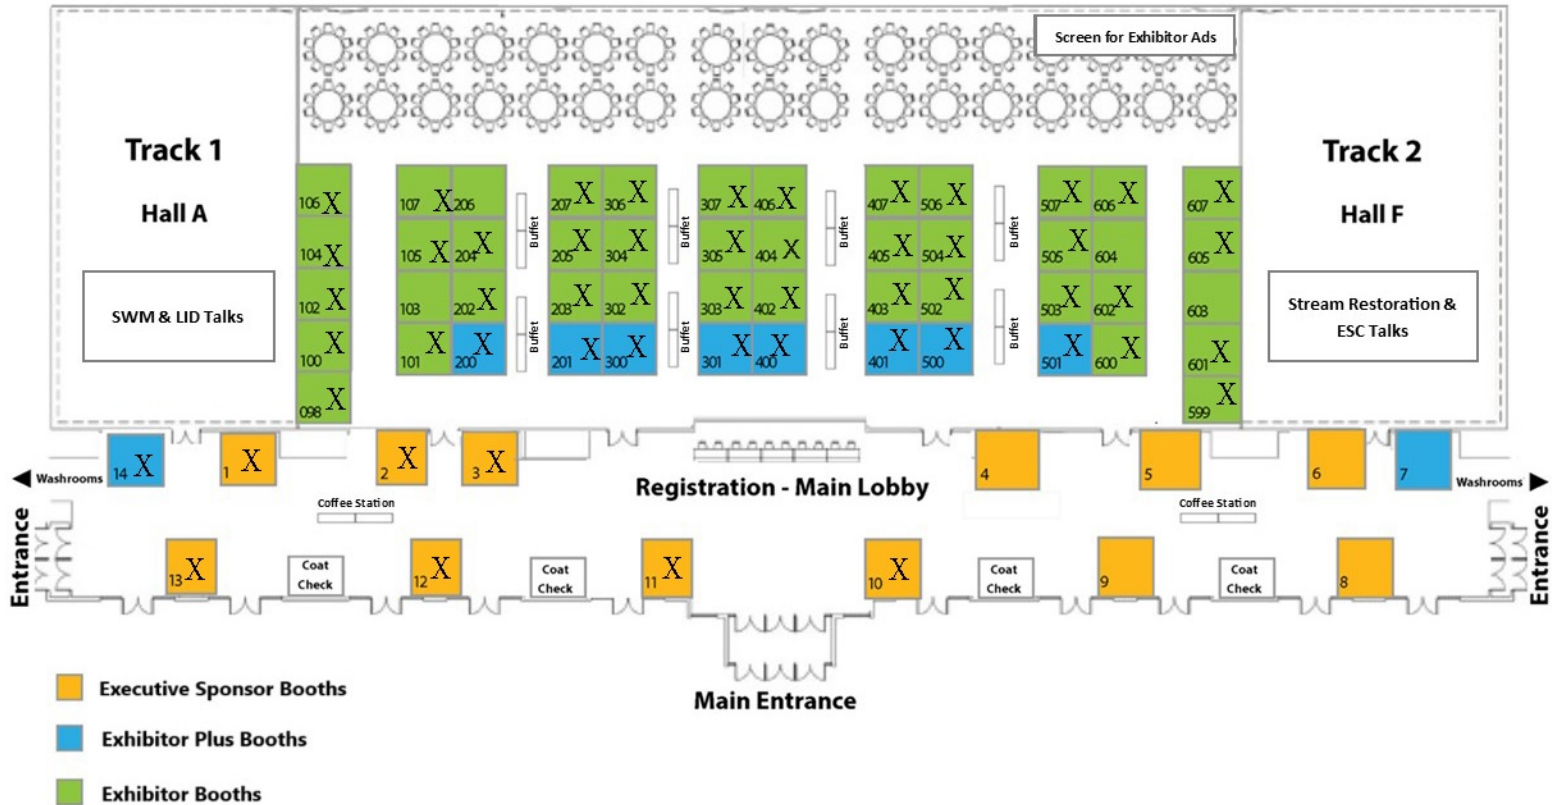 Screen for Exhibitor Ads
Track 1
Hall A
SWM & LID Talks
Track 2
Hall F
Stream Restoration &
ESC Talks
106 X
107 X 206
207 X 306 X
307 X 406 X
407 X 506 X
507 X 606 X
607 X
Buffet
Buffet
Buffet
Buffet
104 X
105 X 204 X
205 X 304 X
305 X 404 X
405 X 504 X
505 X 604
605 X
102 X
103 202 X
203 X 302 X
303 X 402 X
403 X 502 X
503 X 602 X
603
Buffet
Buffet
Buffet
Buffet
100 X
101 X 200 X
201 X 300 X
301 X 400 X
401 X 500 X
501 X 600 X
601 X
098 X
599 X
14 X
1 X
2 X
3 X
4
5
6
7
Washrooms
Washrooms
Registration - Main Lobby
Coffee Station
Coffee Station
Entrance
Entrance
13 X
Coat
Check
12 X
Coat
Check
11 X
10 X
Coat
Check
9
Coat
Check
8
Main Entrance
Executive Sponsor Booths
Exhibitor Plus Booths
Exhibitor Booths